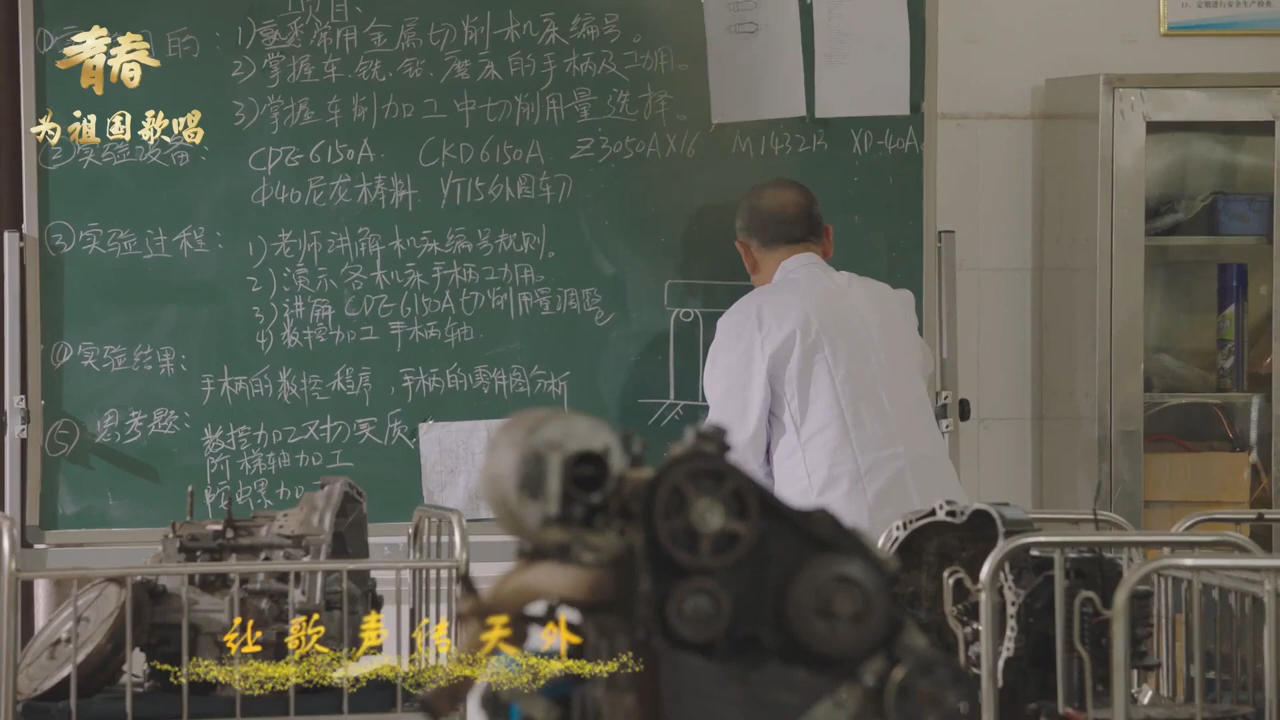 项目:
青春
为祖国歌唱
的: 1)熟悉常用金属切削机床编号。
2)掌握车、铣、钻、磨床的手柄及功用。
3)掌握车削加工中切削用量选择。
②实验设备: CDE6150A. CKD6150A. Z3050AX16 M1432B XD-40A.
Φ40尼龙棒料. YT15外圆车刀
③实验过程: 1)老师讲解机床编号规则。
2)演示各机床手柄功用。
3)讲解CDE6150A切削用量调整
4)数控加工手柄轴.
④实验结果:
手柄的数控程序,手柄的零件图分析
⑤思考题: 数控加工对切实质.
阶梯轴加工
陀螺加工
让歌声传天外